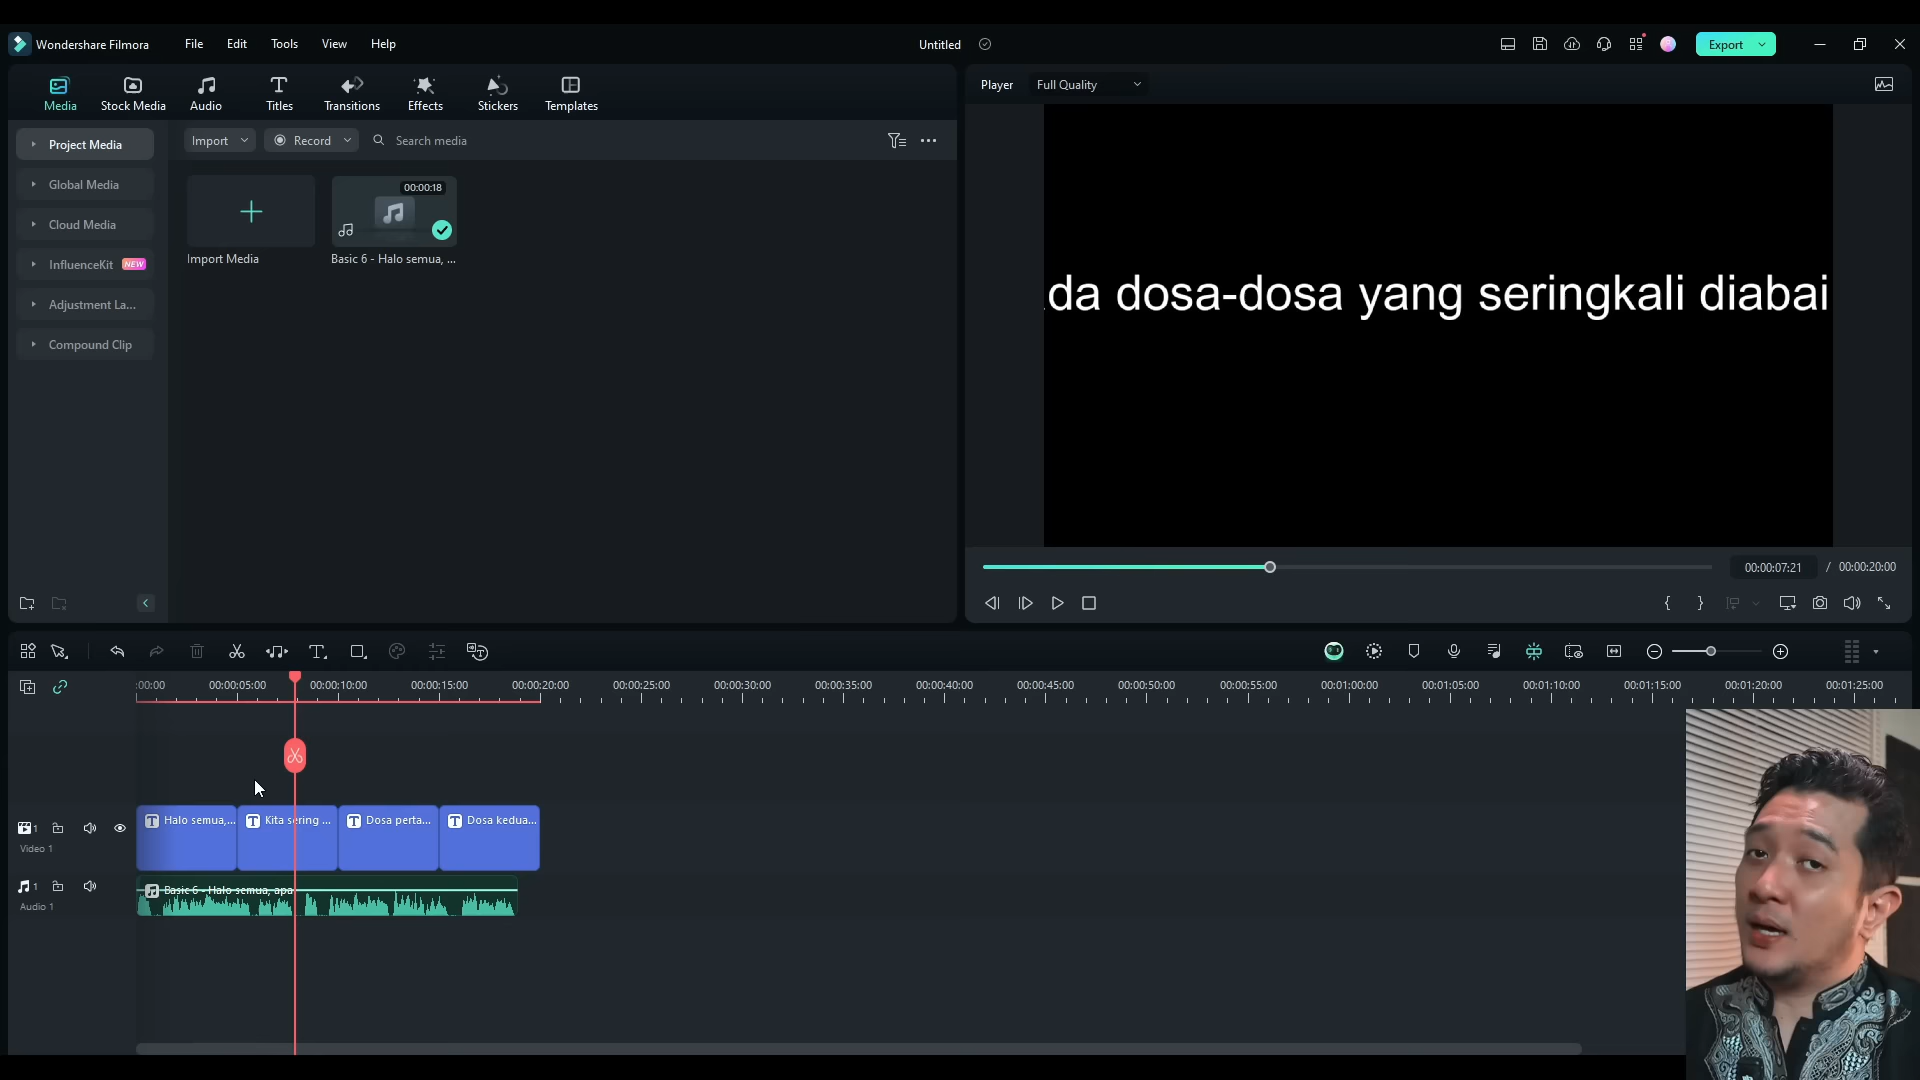 Wondershare Filmora
File
Edit
Tools
View
Help
Untitled
Export
Media
Stock Media
Audio
Titles
Transitions
Effects
Stickers
Templates
Player
Full Quality
Project Media
Global Media
Cloud Media
InfluenceKit NEW
Adjustment La...
Compound Clip
Import
Record
Search media
00:00:18
Import Media
Basic 6 - Halo semua, ...
da dosa-dosa yang seringkali diabai
00:00:07:21 / 00:00:20:00
:00:00
00:00:05:00
00:00:10:00
00:00:15:00
00:00:20:00
00:00:25:00
00:00:30:00
00:00:35:00
00:00:40:00
00:00:45:00
00:00:50:00
00:00:55:00
00:01:00:00
00:01:05:00
00:01:10:00
00:01:15:00
00:01:20:00
00:01:25:00
1
Video 1
Halo semua,...
Kita sering ...
Dosa perta...
Dosa kedua...
1
Audio 1
Basic 6 - Halo semua, apa